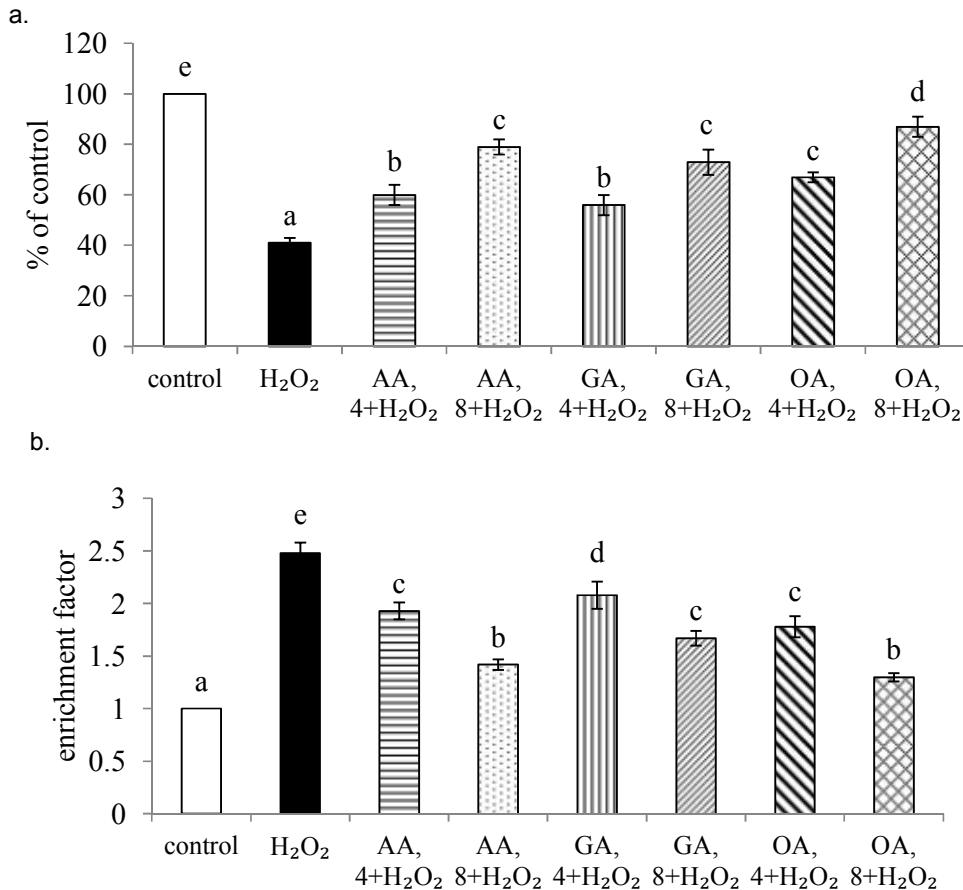 a.
120
100
80
60
40
20
0
% of control
e
a
b
c
b
c
c
d
control H₂O₂ AA, AA, GA, GA, OA, OA,
4+H₂O₂ 8+H₂O₂ 4+H₂O₂ 8+H₂O₂ 4+H₂O₂ 8+H₂O₂
b.
3
2.5
2
1.5
1
0.5
0
enrichment factor
a
e
c
b
d
c
c
b
control H₂O₂ AA, AA, GA, GA, OA, OA,
4+H₂O₂ 8+H₂O₂ 4+H₂O₂ 8+H₂O₂ 4+H₂O₂ 8+H₂O₂